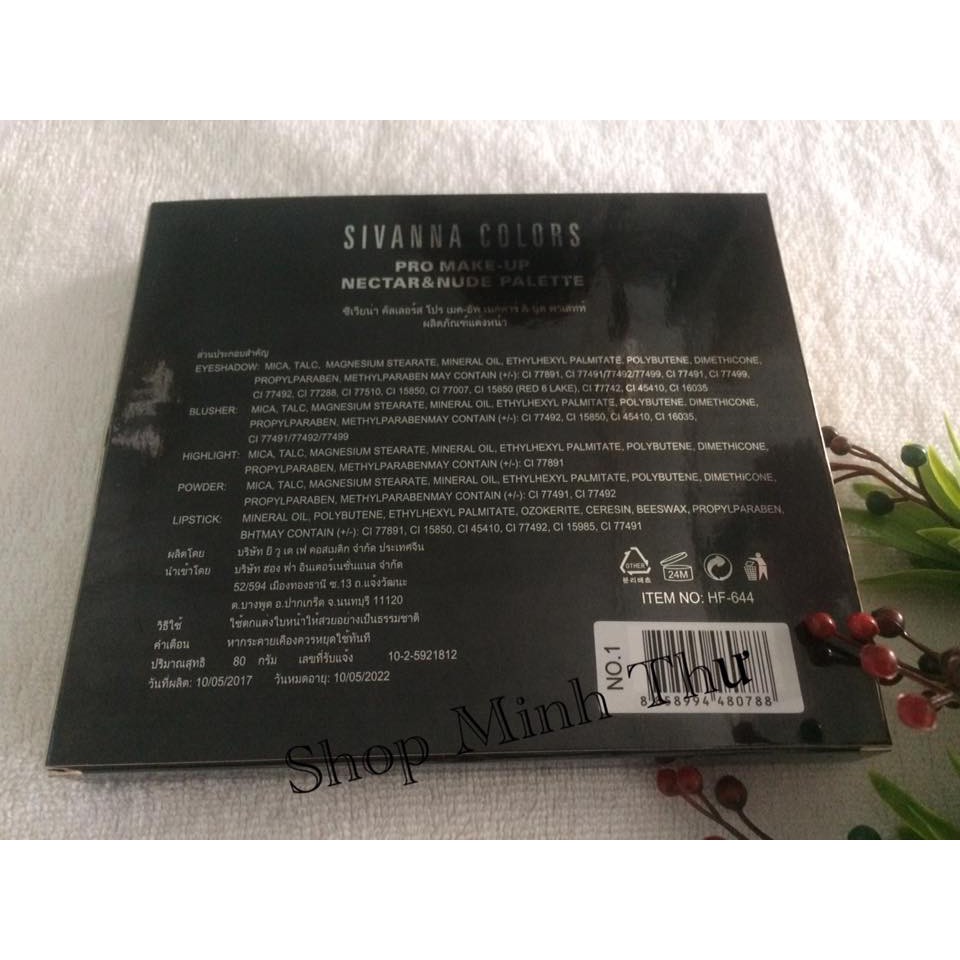 SIVANNA COLORS
PRO MAKE-UP
NECTAR&NUDE PALETTE
ซีเวียน่า คัลเลอร์ส โปร เมค-อัพ เนคตาร์ & นู้ด พาเลทท์
ผลิตภัณฑ์แต่งหน้า
ส่วนประกอบสำคัญ
EYESHADOW: MICA, TALC, MAGNESIUM STEARATE, MINERAL OIL, ETHYLHEXYL PALMITATE, POLYBUTENE, DIMETHICONE,
PROPYLPARABEN, METHYLPARABEN MAY CONTAIN (+/-): CI 77891, CI 77491/77492/77499, CI 77491, CI 77499,
CI 77492, CI 77288, CI 77510, CI 15850, CI 77007, CI 15850 (RED 6 LAKE), CI 77742, CI 45410, CI 16035
BLUSHER: MICA, TALC, MAGNESIUM STEARATE, MINERAL OIL, ETHYLHEXYL PALMITATE, POLYBUTENE, DIMETHICONE,
PROPYLPARABEN, METHYLPARABENMAY CONTAIN (+/-): CI 77492, CI 15850, CI 45410, CI 16035,
CI 77491/77492/77499
HIGHLIGHT: MICA, TALC, MAGNESIUM STEARATE, MINERAL OIL, ETHYLHEXYL PALMITATE, POLYBUTENE, DIMETHICONE,
PROPYLPARABEN, METHYLPARABENMAY CONTAIN (+/-): CI 77891
POWDER: MICA, TALC, MAGNESIUM STEARATE, MINERAL OIL, ETHYLHEXYL PALMITATE, POLYBUTENE, DIMETHICONE,
PROPYLPARABEN, METHYLPARABENMAY CONTAIN (+/-): CI 77491, CI 77492
LIPSTICK: MINERAL OIL, POLYBUTENE, ETHYLHEXYL PALMITATE, OZOKERITE, CERESIN, BEESWAX, PROPYLPARABEN,
BHTMAY CONTAIN (+/-): CI 77891, CI 15850, CI 45410, CI 77492, CI 15985, CI 77491
ผลิตโดย บริษัท ยี วู เด เฟ คอสเมติก จำกัด ประเทศจีน
นำเข้าโดย บริษัท ฮอง ฟา อินเตอร์เนชั่นแนล จำกัด
52/594 เมืองทองธานี ซ.13 ถ.แจ้งวัฒนะ
ต.บางพูด อ.ปากเกร็ด จ.นนทบุรี 11120
วิธีใช้ ใช้ตกแต่งใบหน้าให้สวยอย่างเป็นธรรมชาติ
คำเตือน หากระคายเคืองควรหยุดใช้ทันที
ปริมาณสุทธิ 80 กรัม เลขที่รับแจ้ง 10-2-5921812
วันที่ผลิต: 10/05/2017 วันหมดอายุ: 10/05/2022
OTHER
분리배출
24M
ITEM NO: HF-644
NO.1
480788
Shop Minh Thư